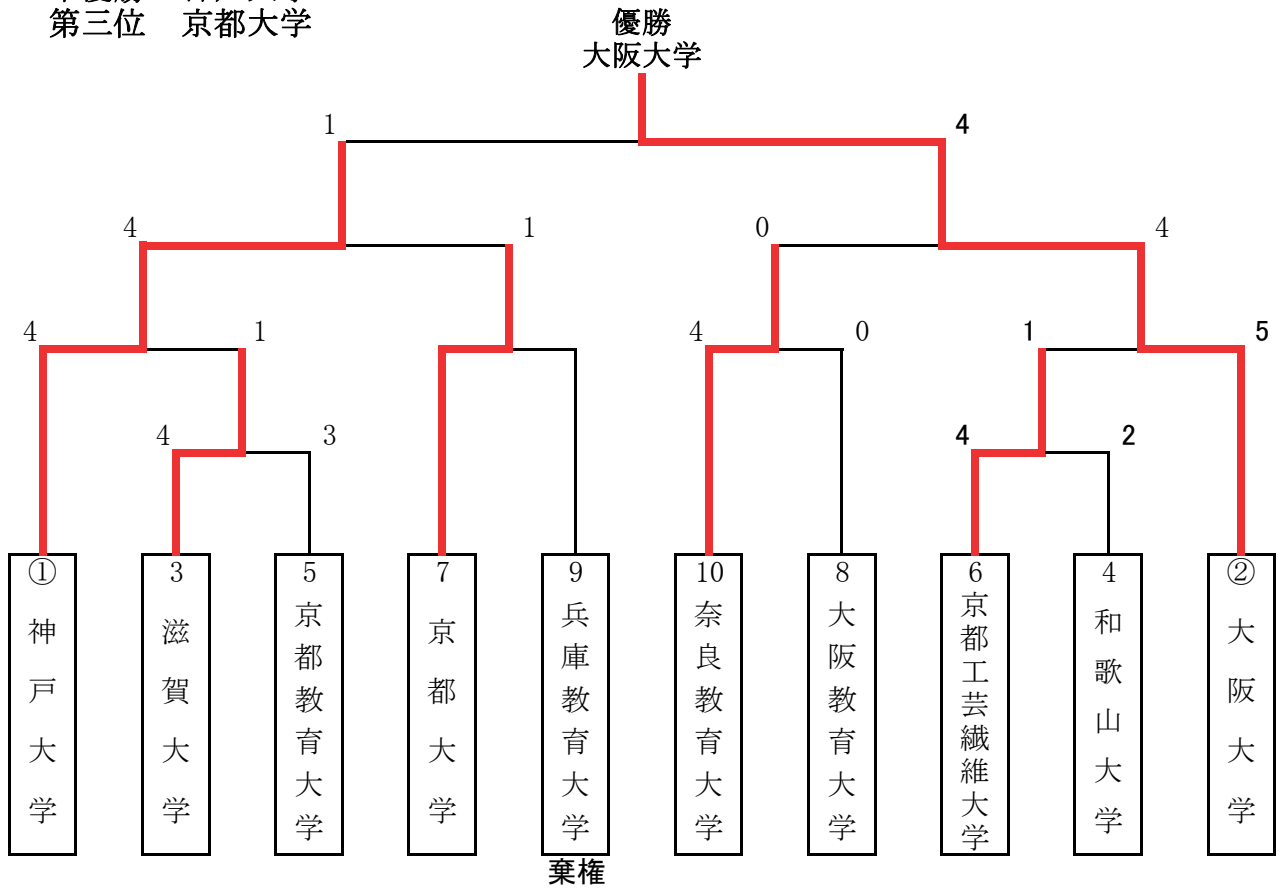 第三位 京都大学
優勝
大阪大学
1
4
4
1
0
4
4
1
4
0
1
5
4
3
4
2
① 神戸大学
3 滋賀大学
5 京都教育大学
7 京都大学
9 兵庫教育大学
10 奈良教育大学
8 大阪教育大学
6 京都工芸繊維大学
4 和歌山大学
② 大阪大学
棄権